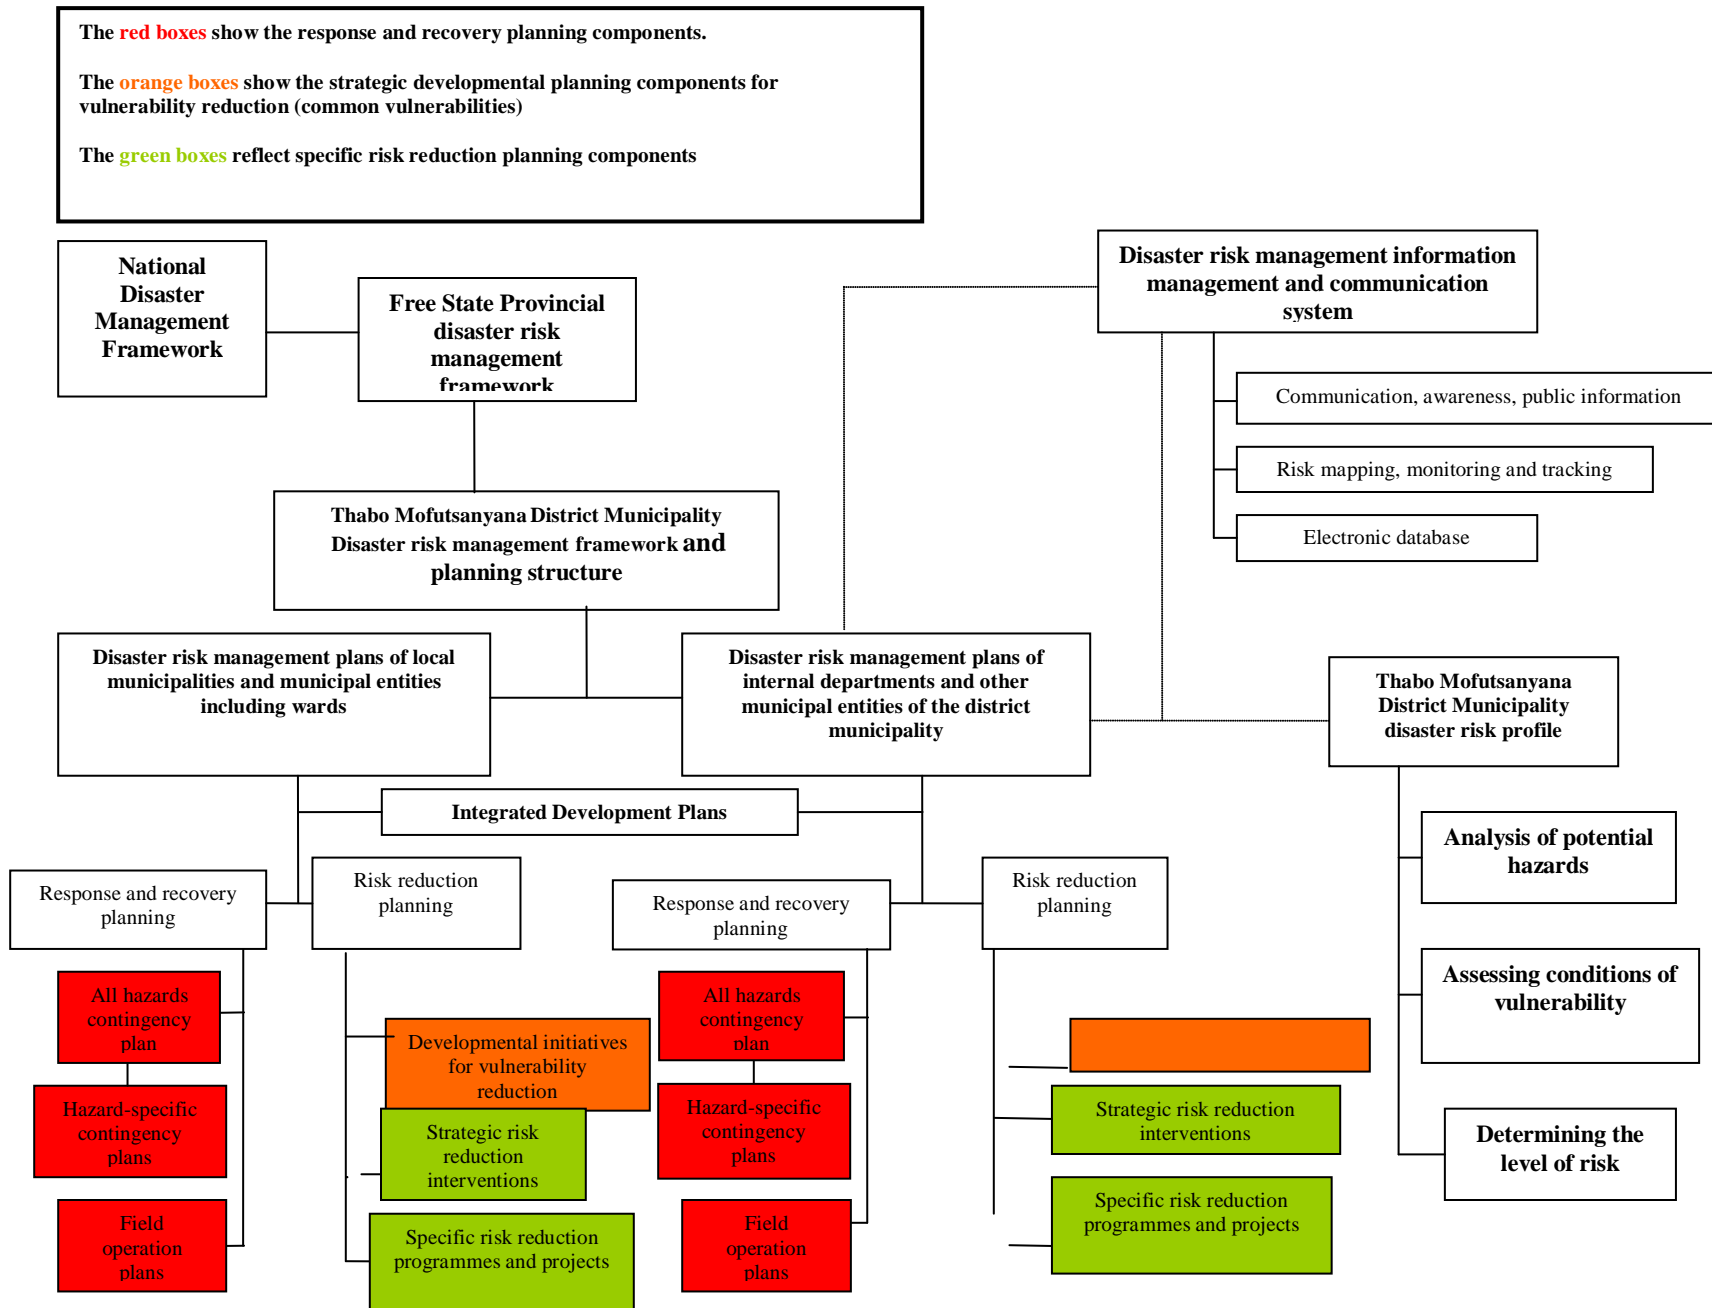 The red boxes show the response and recovery planning components.
The orange boxes show the strategic developmental planning components for
vulnerability reduction (common vulnerabilities)
The green boxes reflect specific risk reduction planning components
National
Disaster
Management
Framework
Free State Provincial
disaster risk
management
framework
Disaster risk management information
management and communication
system
Communication, awareness, public information
Risk mapping, monitoring and tracking
Electronic database
Thabo Mofutsanyana District Municipality
Disaster risk management framework and
planning structure
Disaster risk management plans of local
municipalities and municipal entities
including wards
Disaster risk management plans of
internal departments and other
municipal entities of the district
municipality
Thabo Mofutsanyana
District Municipality
disaster risk profile
Integrated Development Plans
Analysis of potential
hazards
Assessing conditions of
vulnerability
Determining the
level of risk
Response and recovery
planning
Risk reduction
planning
Response and recovery
planning
Risk reduction
planning
All hazards
contingency
plan
Hazard-specific
contingency
plans
Field
operation
plans
Developmental initiatives
for vulnerability
reduction
Strategic risk
reduction
interventions
Specific risk reduction
programmes and projects
All hazards
contingency
plan
Hazard-specific
contingency
plans
Field
operation
plans
Strategic risk reduction
interventions
Specific risk reduction
programmes and projects